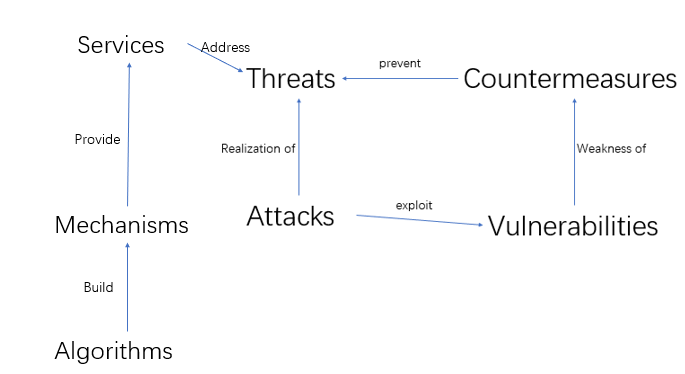 Services
Address
Threats
prevent
Countermeasures
Provide
Realization of
Weakness of
Mechanisms
Attacks
exploit
Vulnerabilities
Build
Algorithms